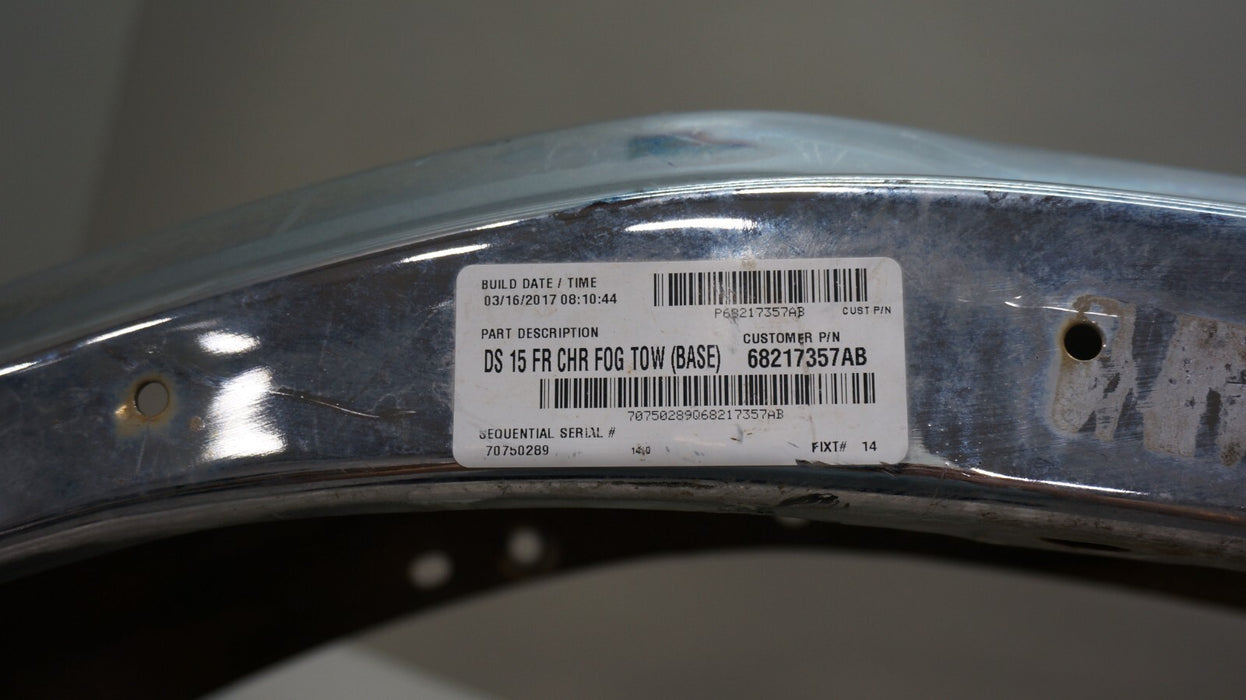 BUILD DATE / TIME
03/16/2017 08:10:44
P68217357AB CUST P/N
PART DESCRIPTION
CUSTOMER P/N
DS 15 FR CHR FOG TOW (BASE) 68217357AB
70750289Q68217357AB
SEQUENTIAL SERIAL #
70750289
FIXT# 14